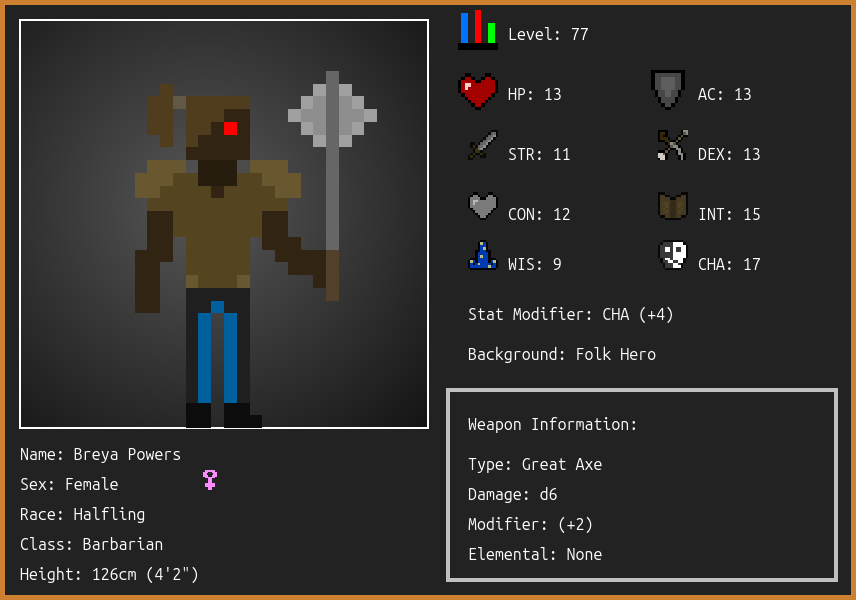 Level: 77
HP: 13
AC: 13
STR: 11
DEX: 13
CON: 12
INT: 15
WIS: 9
CHA: 17
Stat Modifier: CHA (+4)
Background: Folk Hero
Weapon Information:
Type: Great Axe
Damage: d6
Modifier: (+2)
Elemental: None
Name: Breya Powers
Sex: Female
Race: Halfling
Class: Barbarian
Height: 126cm (4'2")